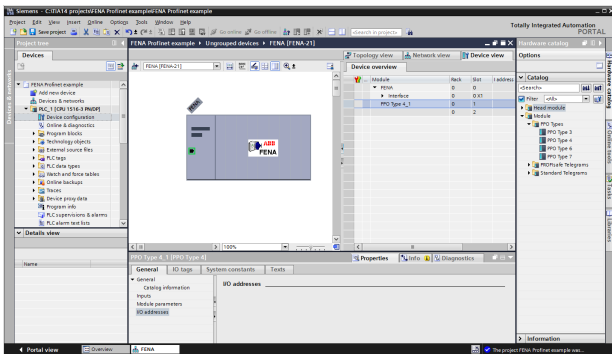 Siemens - C:\TIA14 projects\FENA Profinet example\FENA Profinet example
Project Edit View Insert Online Options Tools Window Help
Totally Integrated Automation
PORTAL
Save project
Go online
Go offline
<Search in project>
Project tree
FENA Profinet example
Ungrouped devices
FENA [FENA-21]
Hardware catalog
Devices
Topology view
Network view
Device view
Options
FENA [FENA-21]
Device overview
Module
Rack
Slot
I address
FENA
0
0
Interface
0
0 X1
PPO Type 4_1
0
1
0
2
Catalog
<Search>
Filter
<All>
Head module
Module
PPO Types
PPO Type 3
PPO Type 4
PPO Type 6
PPO Type 7
PROFIsafe Telegrams
Standard Telegrams
FENA Profinet example
Add new device
Devices & networks
PLC_1 [CPU 1516-3 PN/DP]
Device configuration
Online & diagnostics
Program blocks
Technology objects
External source files
PLC tags
PLC data types
Watch and force tables
Online backups
Traces
Device proxy data
Program info
PLC supervisions & alarms
PLC alarm text lists
Devices & networks
FENA
ABB
FENA
100%
Details view
Name
PPO Type 4_1 [PPO Type 4]
Properties
Info
Diagnostics
General
IO tags
System constants
Texts
General
Catalog information
Inputs
Module parameters
I/O addresses
I/O addresses
Hardware catalog
Online tools
Tasks
Libraries
Information
Portal view
Overview
FENA
The project FENA Profinet example was...